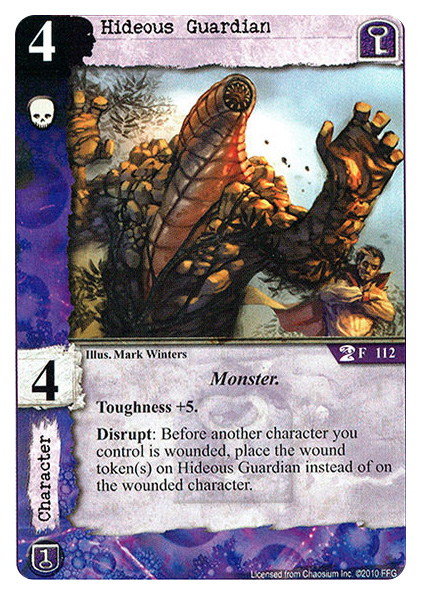 4
Hideous Guardian
Illus. Mark Winters
F 112
4
Monster.
Toughness +5.
Disrupt: Before another character you
control is wounded, place the wound
token(s) on Hideous Guardian instead of on
the wounded character.
Character
1
Licensed from Chaosium Inc. ©2010 FFG